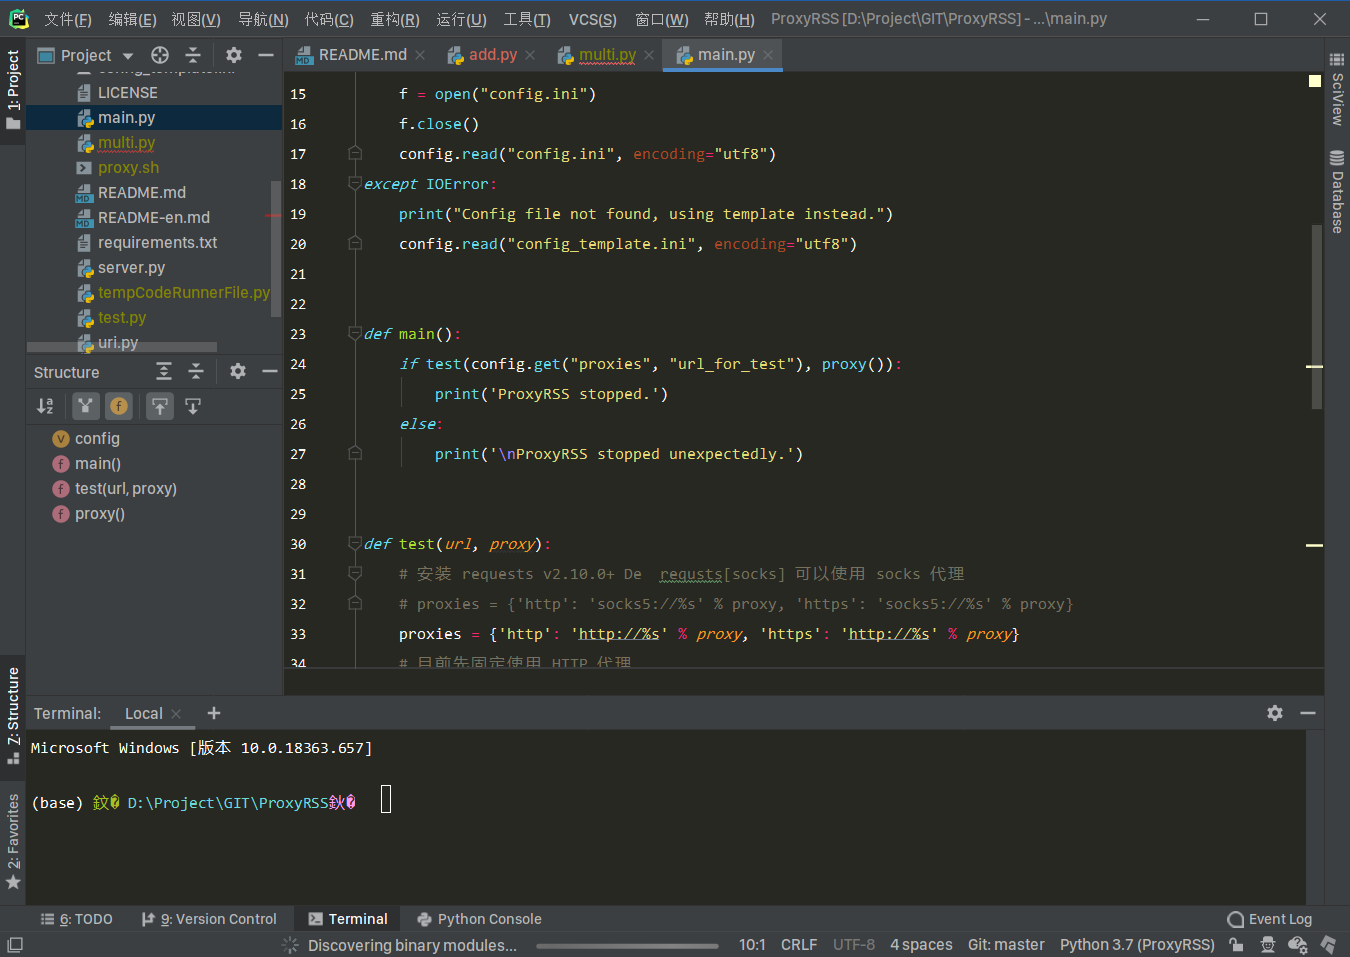 文件(F) 编辑(E) 视图(V) 导航(N) 代码(C) 重构(R) 运行(U) 工具(T) VCS(S) 窗口(W) 帮助(H) ProxyRSS [D:\Project\GIT\ProxyRSS] - ...\main.py
1: Project
Project
LICENSE
main.py
multi.py
proxy.sh
README.md
README-en.md
requirements.txt
server.py
tempCodeRunnerFile.py
test.py
uri.py
Structure
config
main()
test(url, proxy)
proxy()
README.md add.py multi.py main.py
15 f = open("config.ini")
16 f.close()
17 config.read("config.ini", encoding="utf8")
18 except IOError:
19 print("Config file not found, using template instead.")
20 config.read("config_template.ini", encoding="utf8")
21
22
23 def main():
24 if test(config.get("proxies", "url_for_test"), proxy()):
25 print('ProxyRSS stopped.')
26 else:
27 print('\nProxyRSS stopped unexpectedly.')
28
29
30 def test(url, proxy):
31 # 安装 requests v2.10.0+ De  requsts[socks] 可以使用 socks 代理
32 # proxies = {'http': 'socks5://%s' % proxy, 'https': 'socks5://%s' % proxy}
33 proxies = {'http': 'http://%s' % proxy, 'https': 'http://%s' % proxy}
34 # 目前先固定使用 HTTP 代理
SciView
Database
Z: Structure
2: Favorites
Terminal: Local +
Microsoft Windows [版本 10.0.18363.657]
(base) 鈫� D:\Project\GIT\ProxyRSS鈥�
6: TODO 9: Version Control Terminal Python Console Event Log
Discovering binary modules... 10:1 CRLF UTF-8 4 spaces Git: master Python 3.7 (ProxyRSS)